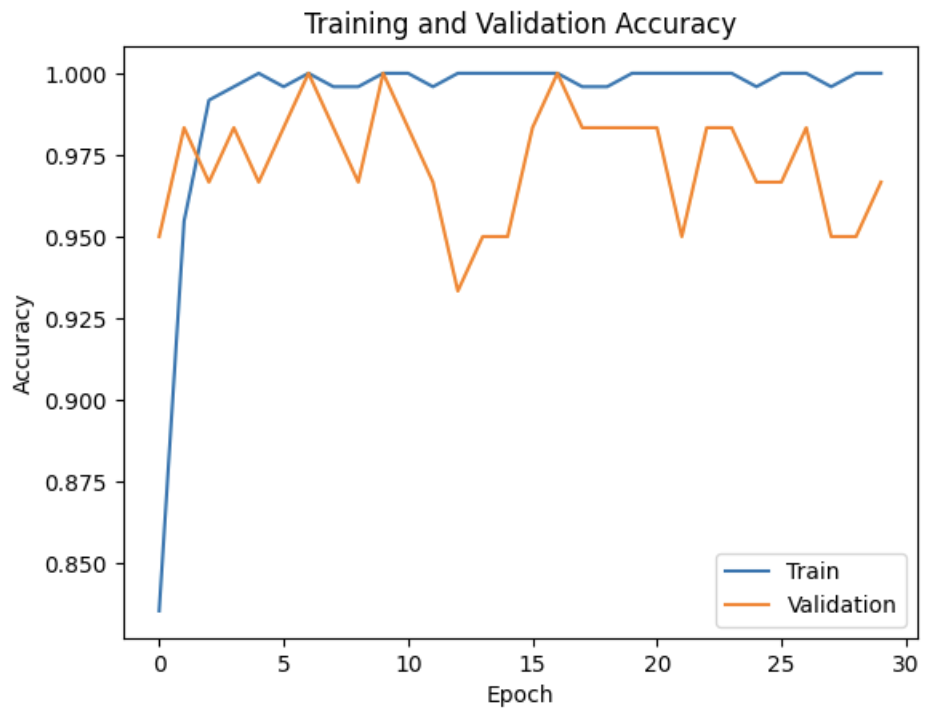 Training and Validation Accuracy
1.000
0.975
0.950
0.925
0.900
0.875
0.850
Accuracy
Train
Validation
0 5 10 15 20 25 30
Epoch